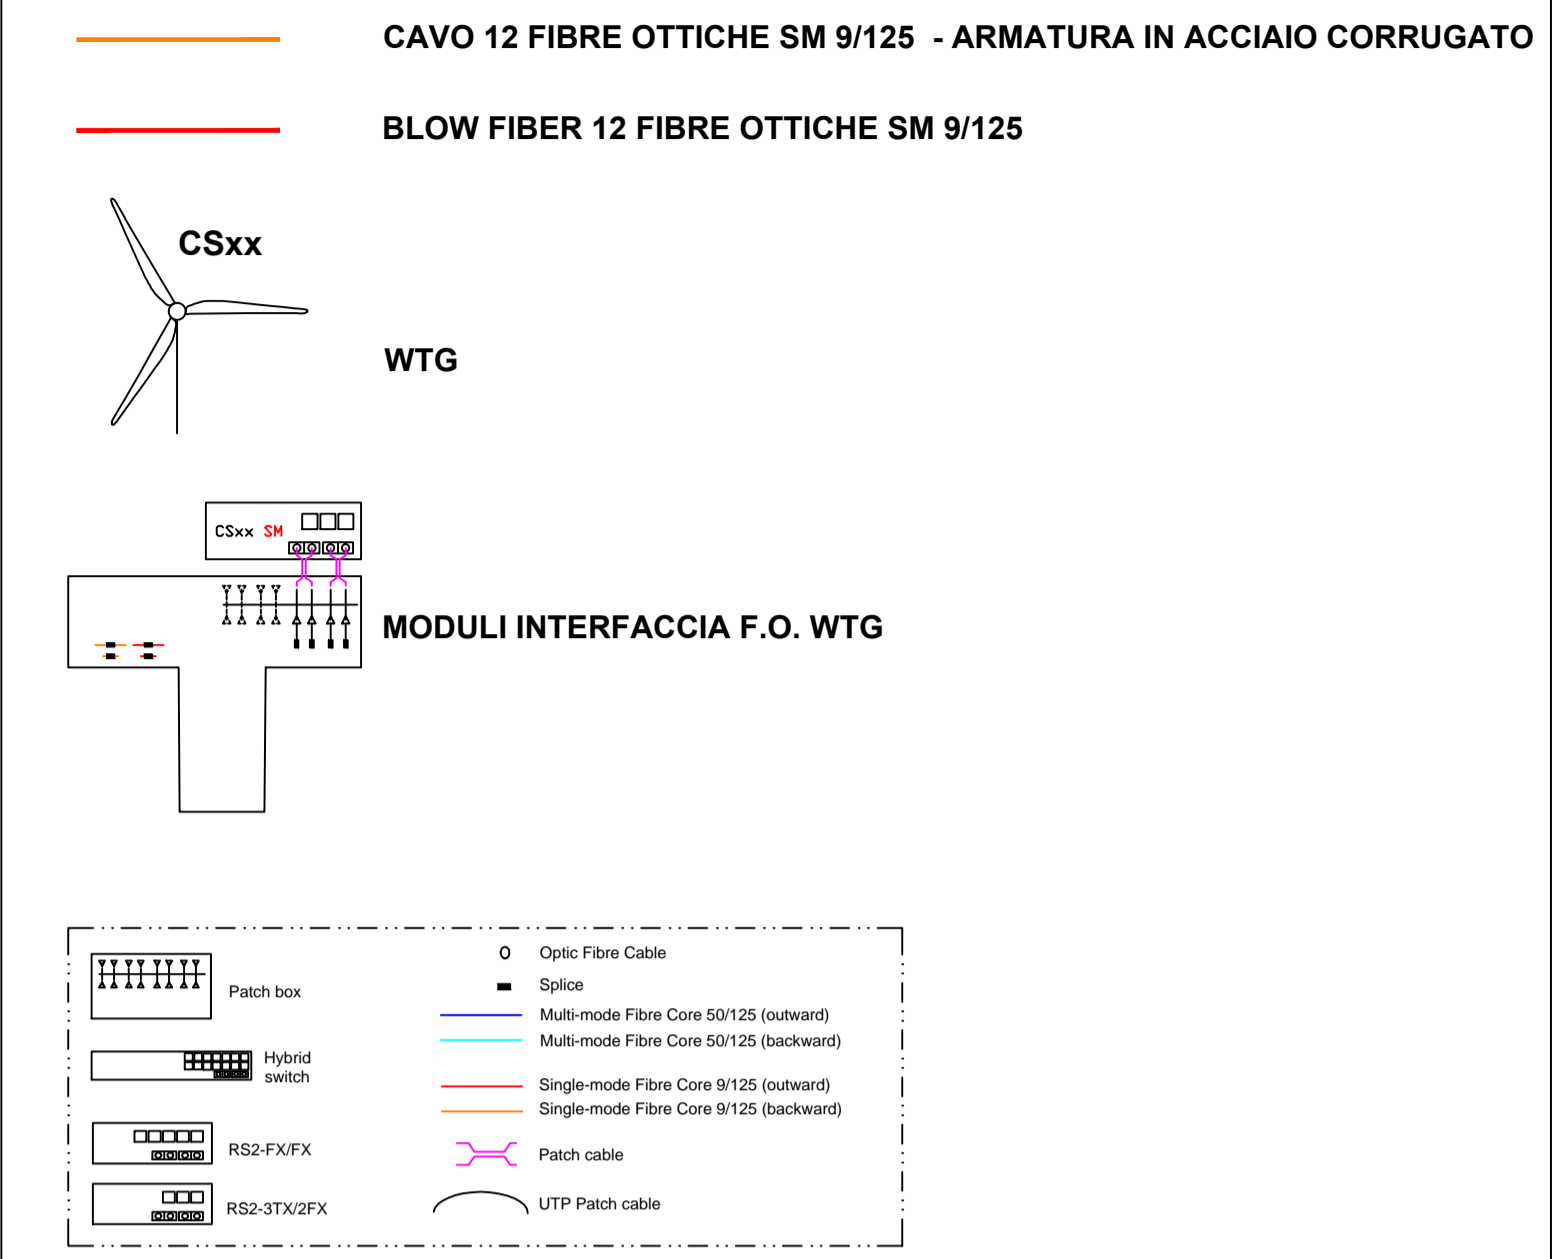 CAVO 12 FIBRE OTTICHE SM 9/125 - ARMATURA IN ACCIAIO CORRUGATO
BLOW FIBER 12 FIBRE OTTICHE SM 9/125
CSxx
WTG
CSxx SM
MODULI INTERFACCIA F.O. WTG
Patch box
Hybrid
switch
RS2-FX/FX
RS2-3TX/2FX
Optic Fibre Cable
Splice
Multi-mode Fibre Core 50/125 (outward)
Multi-mode Fibre Core 50/125 (backward)
Single-mode Fibre Core 9/125 (outward)
Single-mode Fibre Core 9/125 (backward)
Patch cable
UTP Patch cable